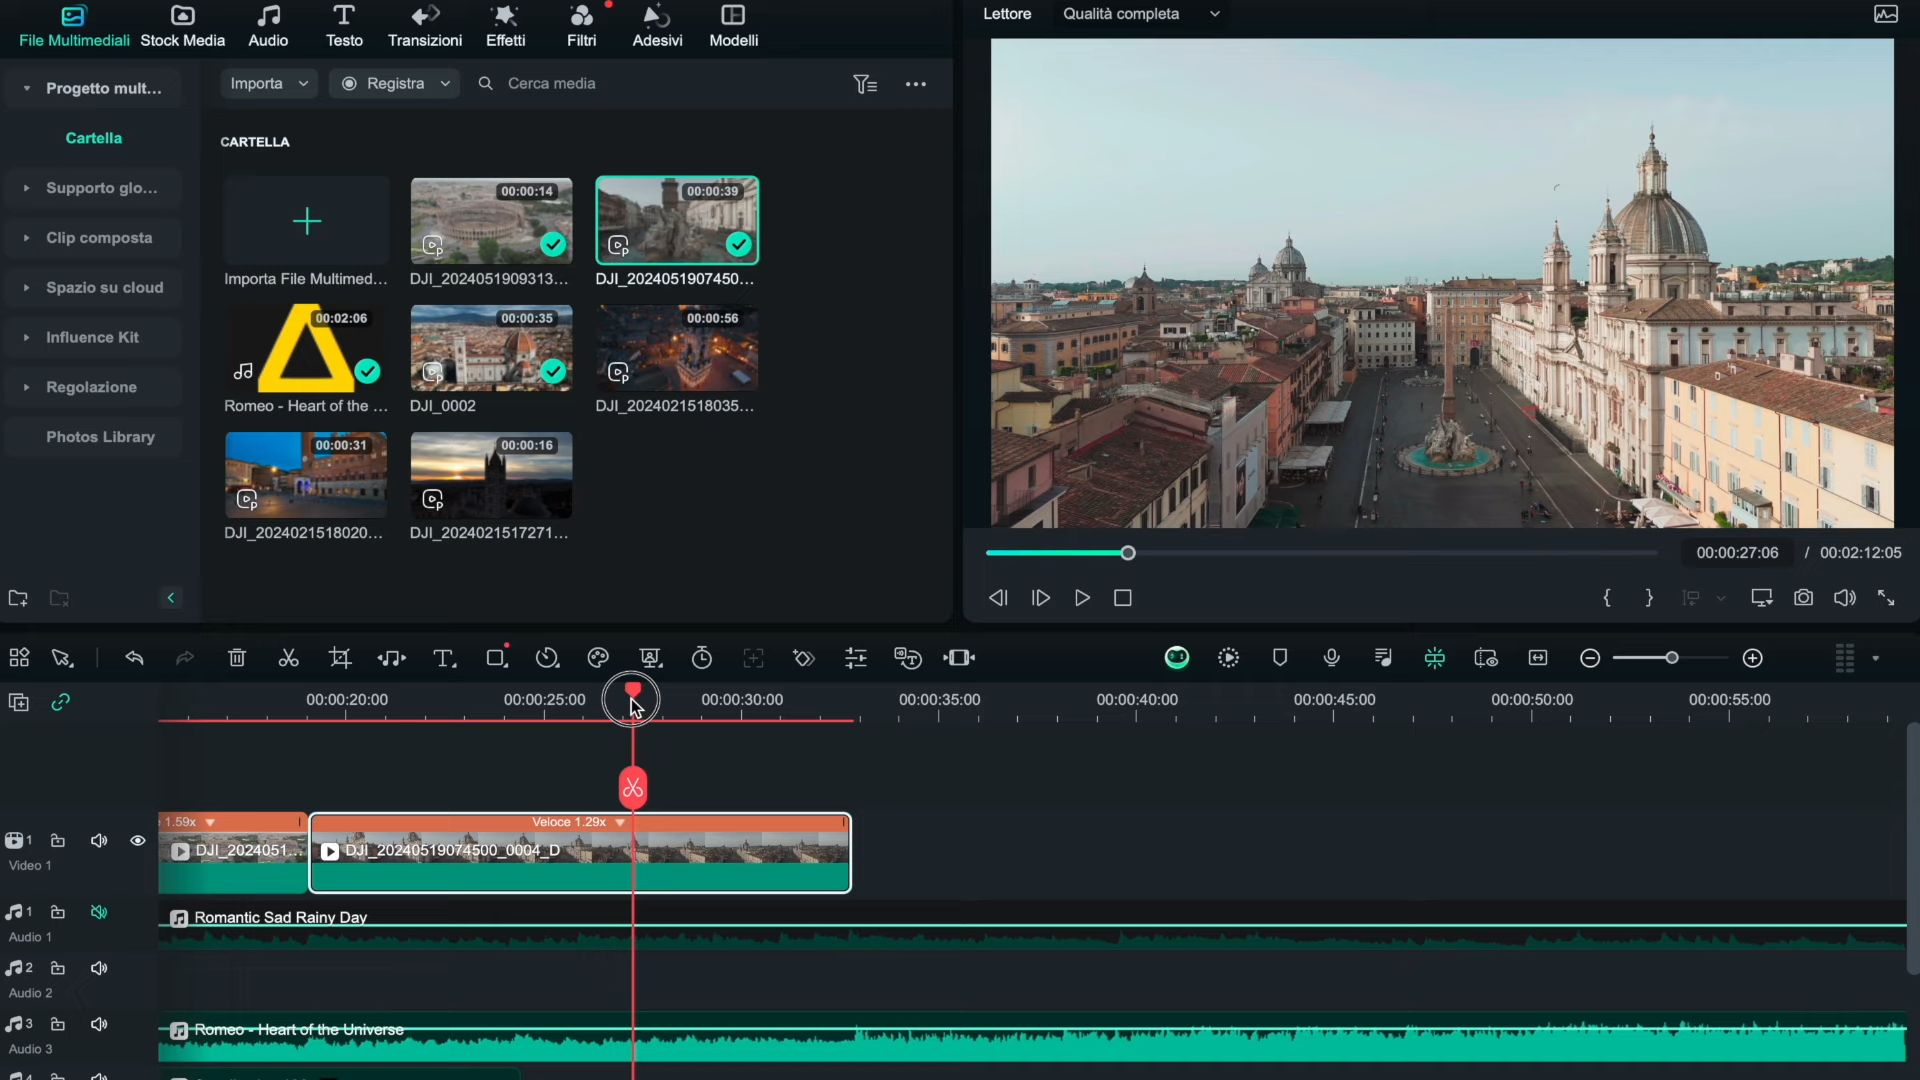 File Multimediali
Stock Media
Audio
Testo
Transizioni
Effetti
Filtri
Adesivi
Modelli
Lettore
Qualità completa
Progetto mult...
Cartella
Supporto glo...
Clip composta
Spazio su cloud
Influence Kit
Regolazione
Photos Library
Importa
Registra
Cerca media
CARTELLA
Importa File Multimed...
00:00:14
DJI_2024051909313...
00:00:39
DJI_2024051907450...
00:02:06
Romeo - Heart of the ...
00:00:35
DJI_0002
00:00:56
DJI_2024021518035...
00:00:31
DJI_2024021518020...
00:00:16
DJI_2024021517271...
00:00:27:06 / 00:02:12:05
00:00:20:00
00:00:25:00
00:00:30:00
00:00:35:00
00:00:40:00
00:00:45:00
00:00:50:00
00:00:55:00
1
Video 1
1.59x
DJI_2024051...
Veloce 1.29x
DJI_20240519074500_0004_D
1
Audio 1
Romantic Sad Rainy Day
2
Audio 2
3
Audio 3
Romeo - Heart of the Universe